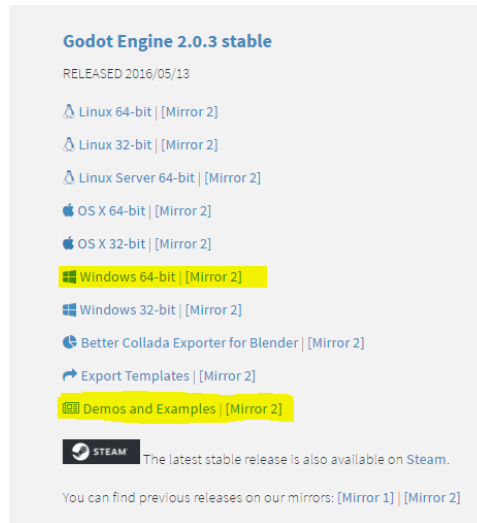 Godot Engine 2.0.3 stable
RELEASED 2016/05/13
Linux 64-bit | [Mirror 2]
Linux 32-bit | [Mirror 2]
Linux Server 64-bit | [Mirror 2]
OS X 64-bit | [Mirror 2]
OS X 32-bit | [Mirror 2]
Windows 64-bit | [Mirror 2]
Windows 32-bit | [Mirror 2]
Better Collada Exporter for Blender | [Mirror 2]
Export Templates | [Mirror 2]
Demos and Examples | [Mirror 2]
STEAM The latest stable release is also available on Steam.
You can find previous releases on our mirrors: [Mirror 1] | [Mirror 2]